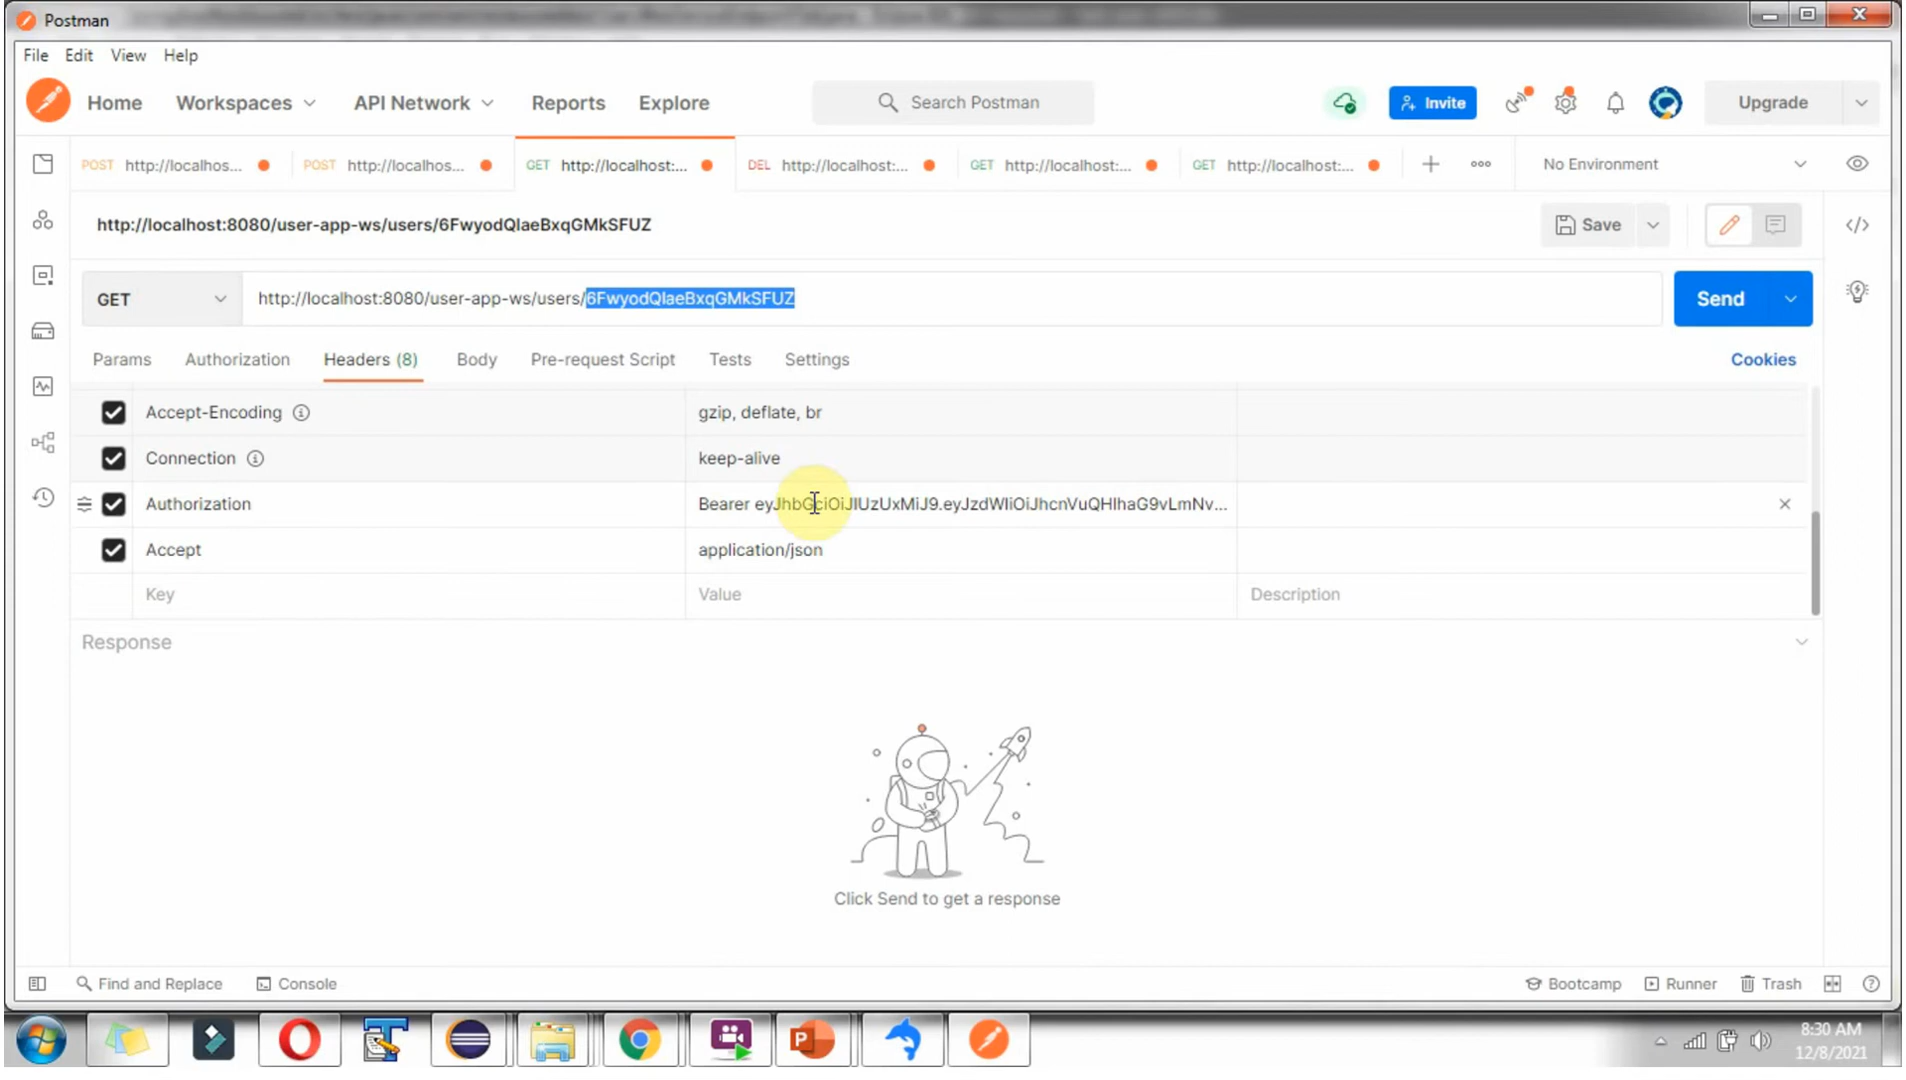 Postman
File Edit View Help
Home Workspaces API Network Reports Explore Search Postman Invite Upgrade
POST http://localhos... POST http://localhos... GET http://localhost:... DEL http://localhost:... GET http://localhost:... GET http://localhost:... No Environment
http://localhost:8080/user-app-ws/users/6FwyodQlaeBxqGMkSFUZ Save
GET http://localhost:8080/user-app-ws/users/6FwyodQlaeBxqGMkSFUZ Send
Params Authorization Headers (8) Body Pre-request Script Tests Settings Cookies
Accept-Encoding gzip, deflate, br
Connection keep-alive
Authorization Bearer eyJhbGciOiJIUzUxMiJ9.eyJzdWIiOiJhcnVuQHlhaG9vLmNv...
Accept application/json
Key Value Description
Response
Click Send to get a response
Find and Replace Console Bootcamp Runner Trash
8:30 AM
12/8/2021